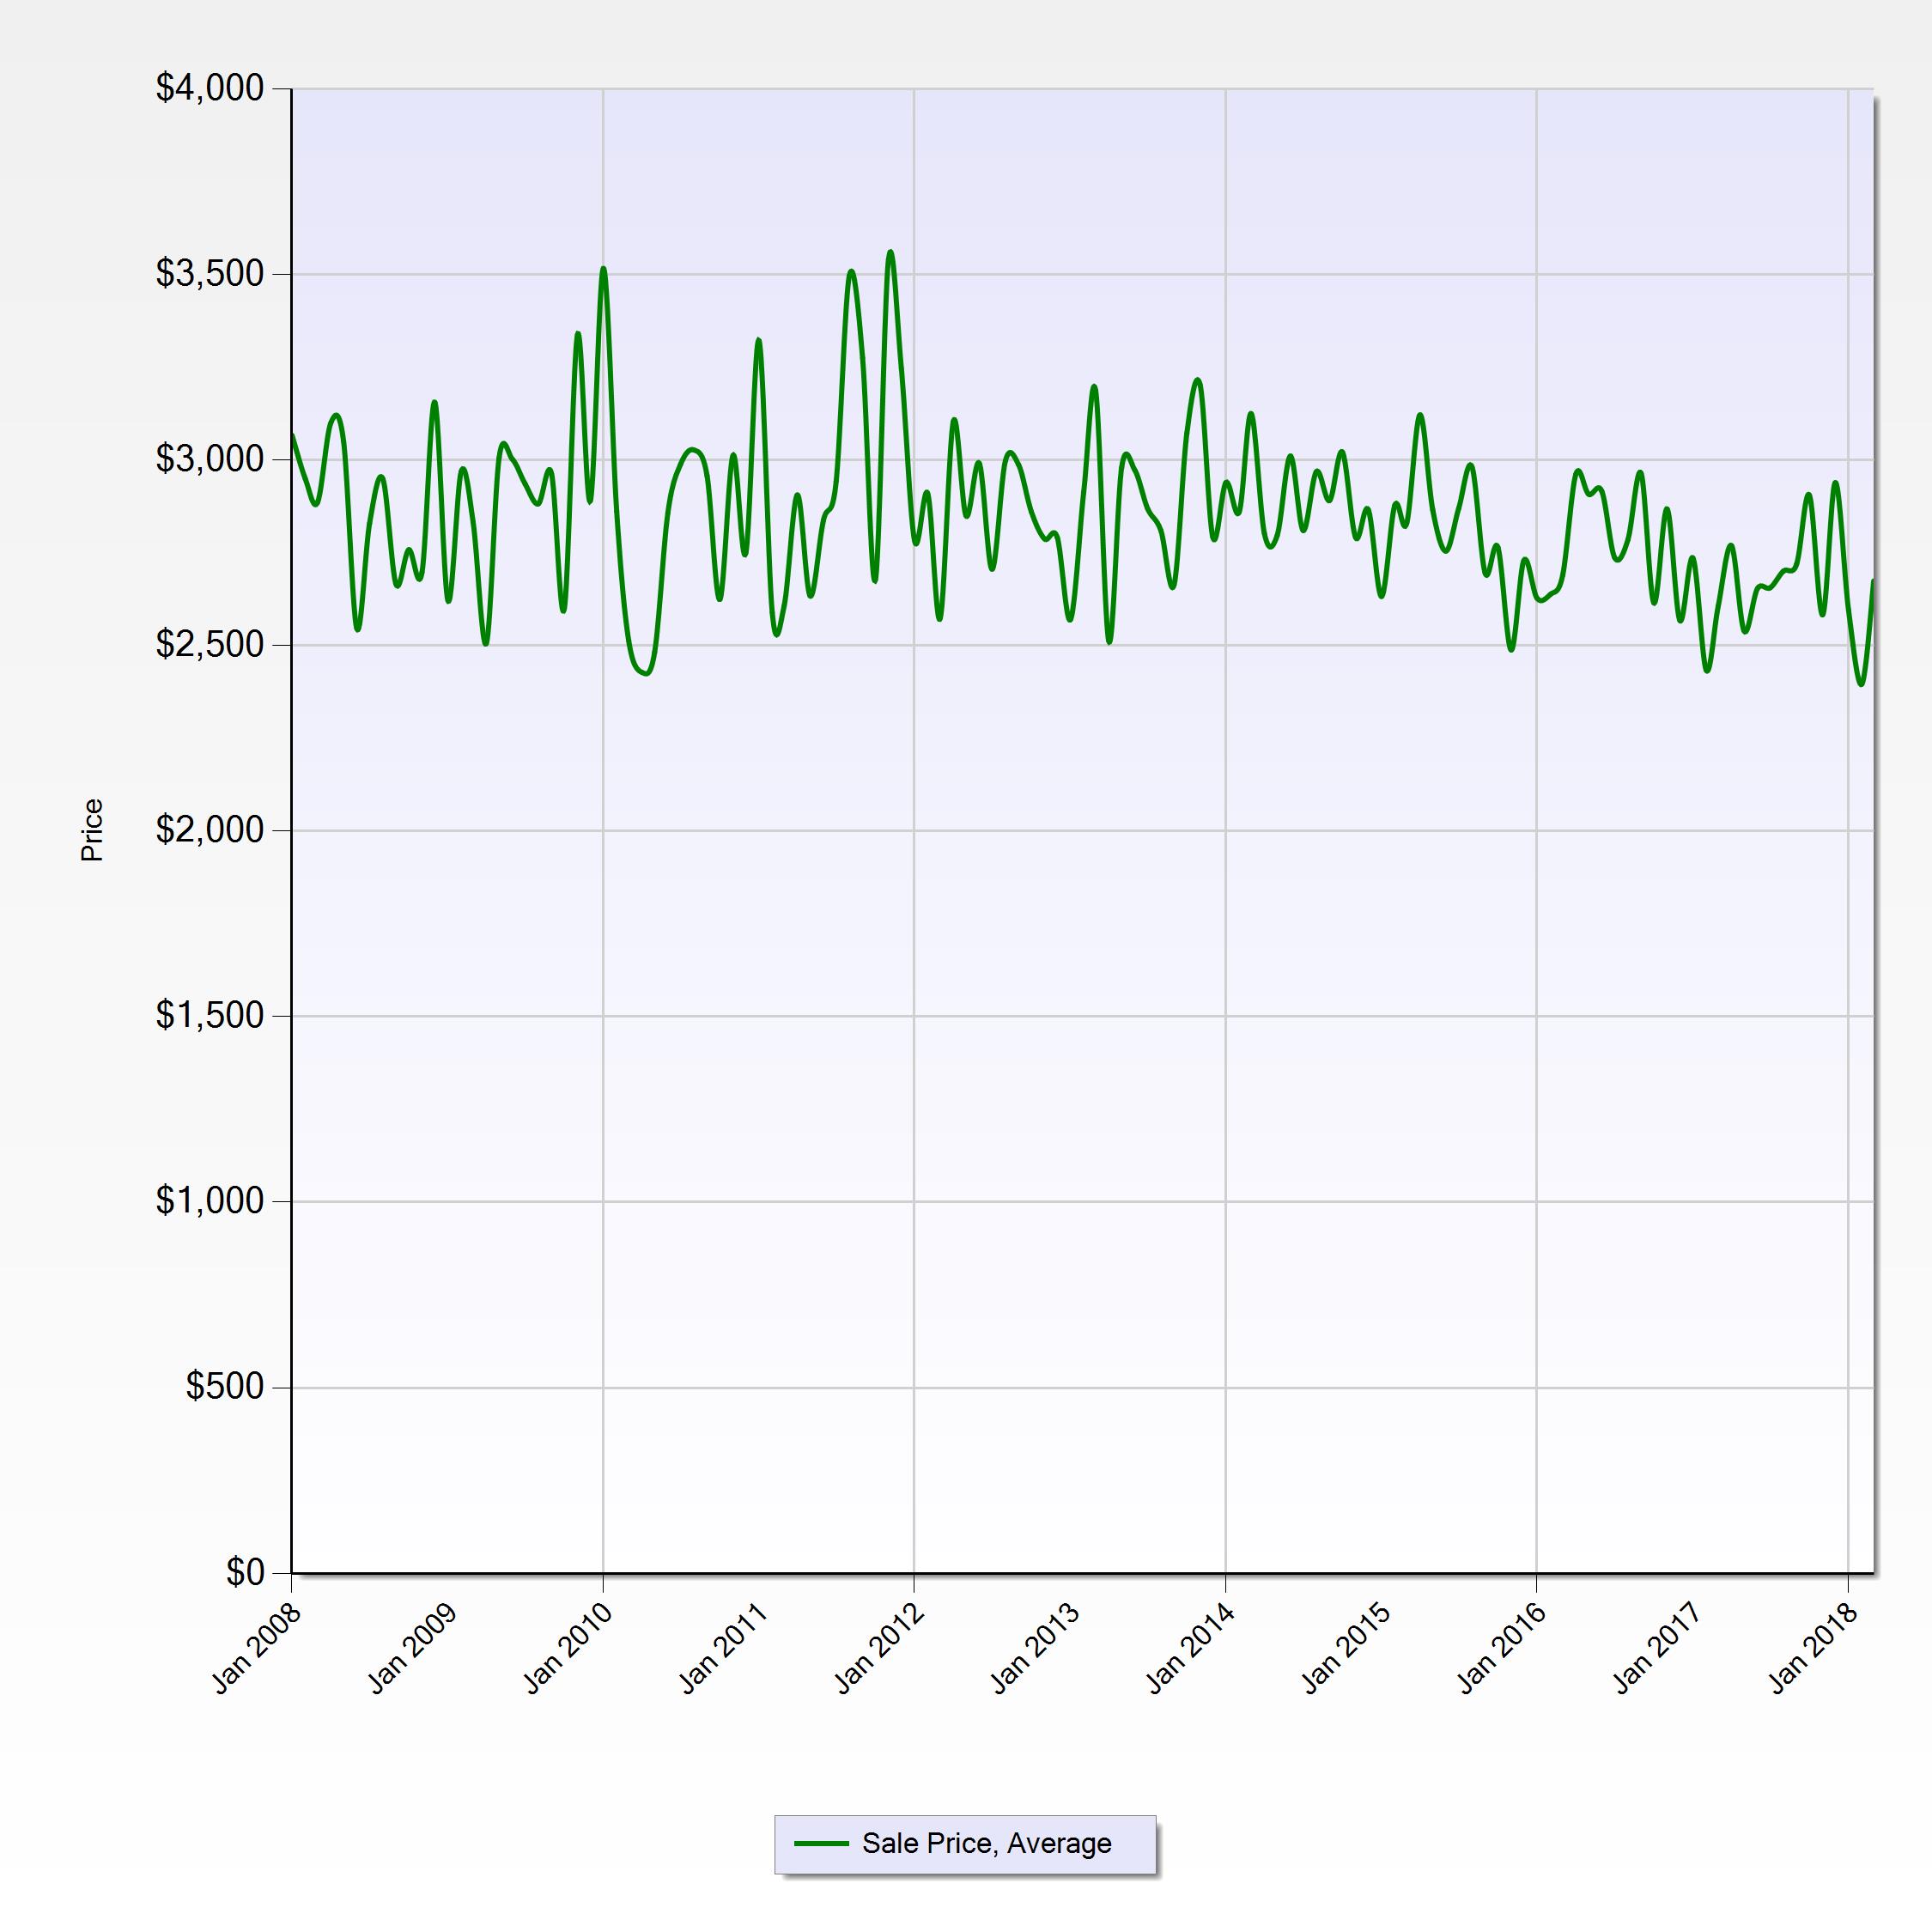 $4,000
$3,500
$3,000
$2,500
$2,000
$1,500
$1,000
$500
$0
Price
Jan 2008
Jan 2009
Jan 2010
Jan 2011
Jan 2012
Jan 2013
Jan 2014
Jan 2015
Jan 2016
Jan 2017
Jan 2018
Sale Price, Average